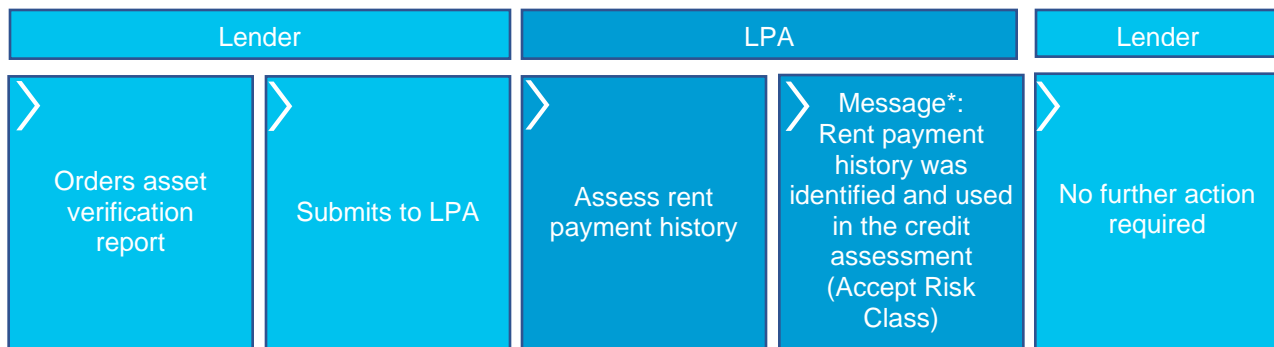 Lender
LPA
Lender
Orders asset
verification
report
Submits to LPA
Assess rent
payment history
Message*:
Rent payment
history was
identified and used
in the credit
assessment
(Accept Risk
Class)
No further action
required